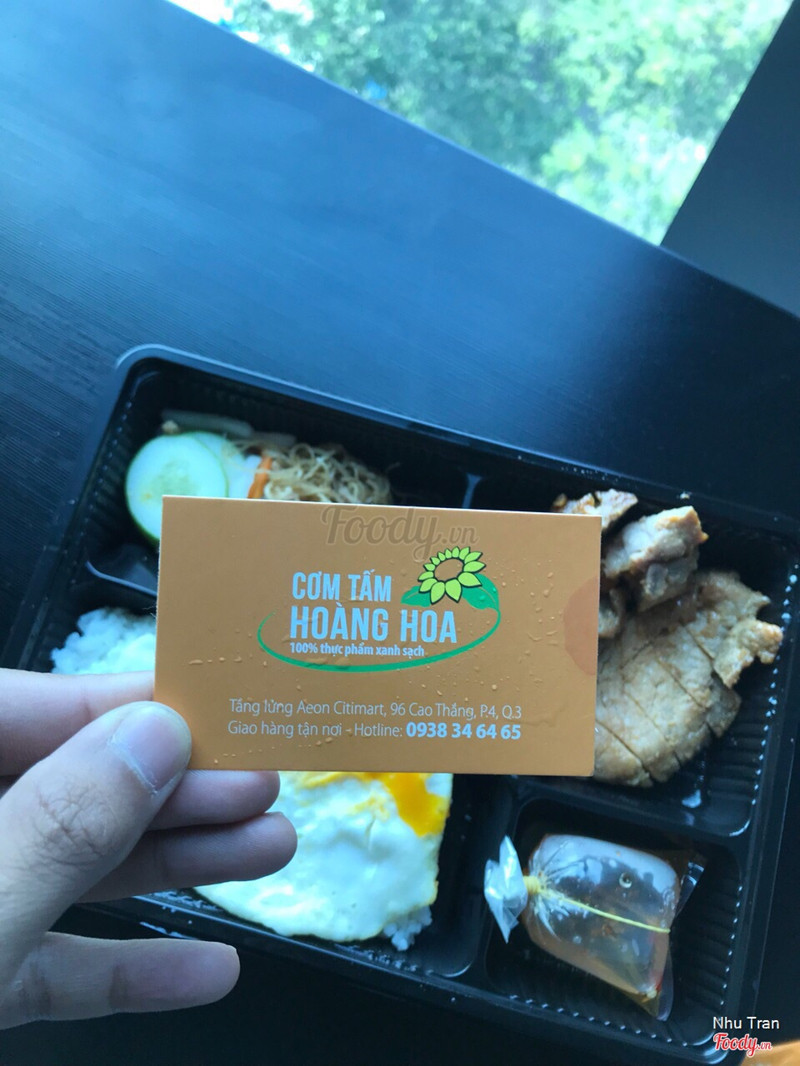 Foody.vn
CƠM TẤM
HOÀNG HOA
100% thực phẩm xanh sạch
Tầng lửng Aeon Citimart, 96 Cao Thắng, P.4, Q.3
Giao hàng tận nơi - Hotline: 0938 34 64 65
Nhu Tran
Foody.vn